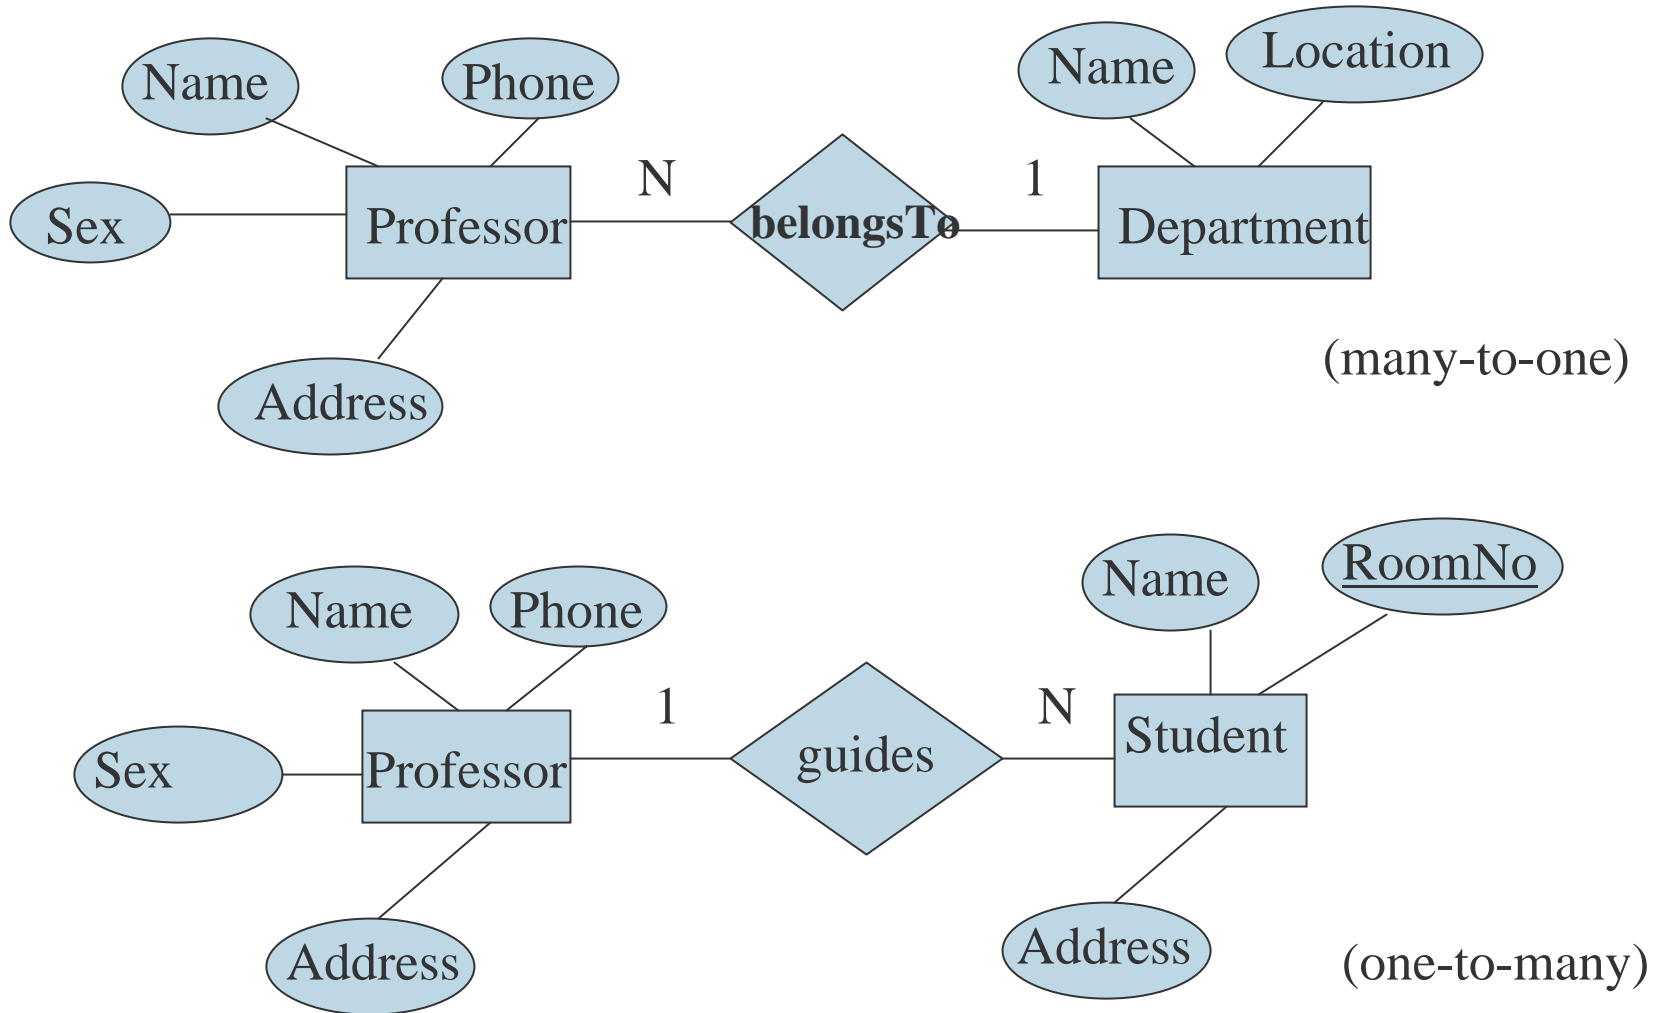 Name
Phone
Name
Location
Sex
Professor
N
belongsTo
1
Department
Address
(many-to-one)
Name
Phone
Name
RoomNo
Sex
Professor
1
guides
N
Student
Address
Address
(one-to-many)